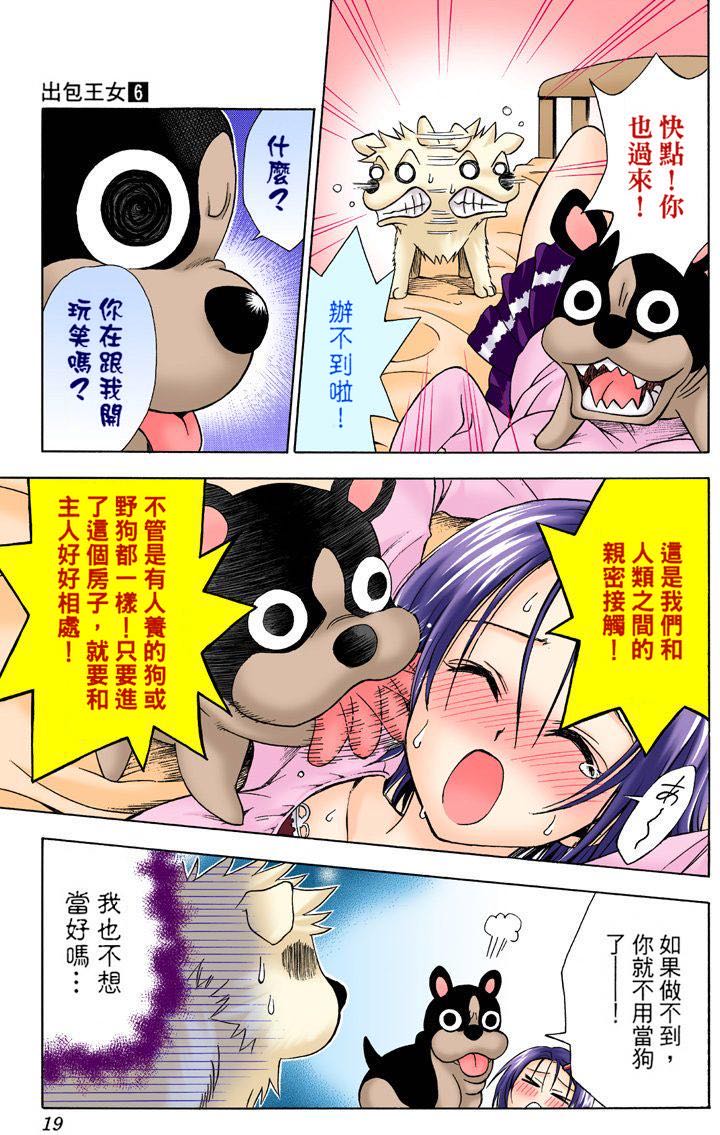 出包王女6
快點！你
也過來！
辦不到啦！
什麼？
你在跟我開
玩笑嗎？
這是我們和
人類之間的
親密接觸！
不管是有人養的狗或
野狗都一樣！只要進
了這個房子，就要和
主人好好相處！
あ～～っ
如果做不到，
你就不用當狗
了——！
我也不想
當好嗎…
19